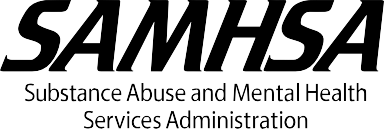 SAMHSA
Substance Abuse and Mental Health
Services Administration